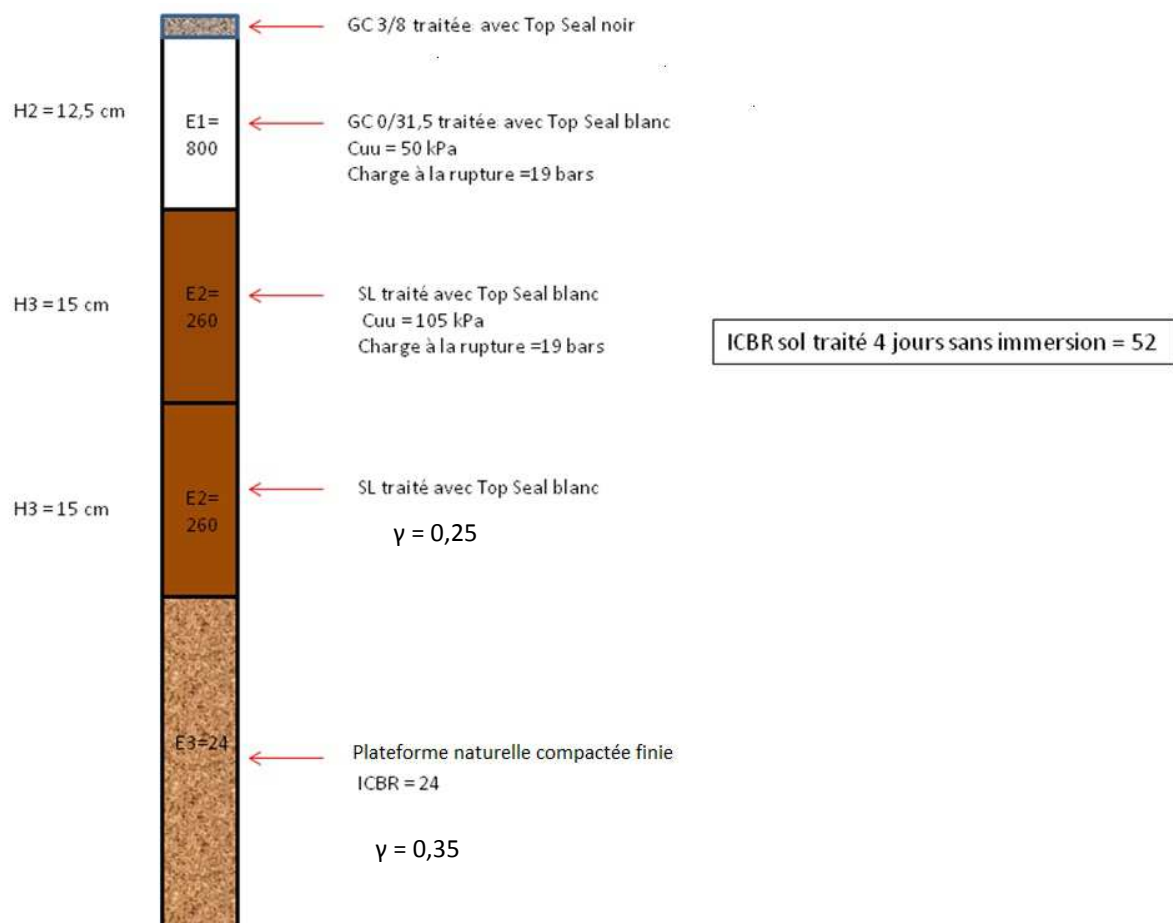 GC 3/8 traitée avec Top Seal noir
H2 = 12,5 cm
E1=
800
GC 0/31,5 traitée avec Top Seal blanc
Cuu = 50 kPa
Charge à la rupture =19 bars
H3 = 15 cm
E2=
260
SL traité avec Top Seal blanc
Cuu = 105 kPa
Charge à la rupture =19 bars
ICBR sol traité 4 jours sans immersion = 52
H3 = 15 cm
E2=
260
SL traité avec Top Seal blanc
γ = 0,25
E3=24
Plateforme naturelle compactée finie
ICBR = 24
γ = 0,35